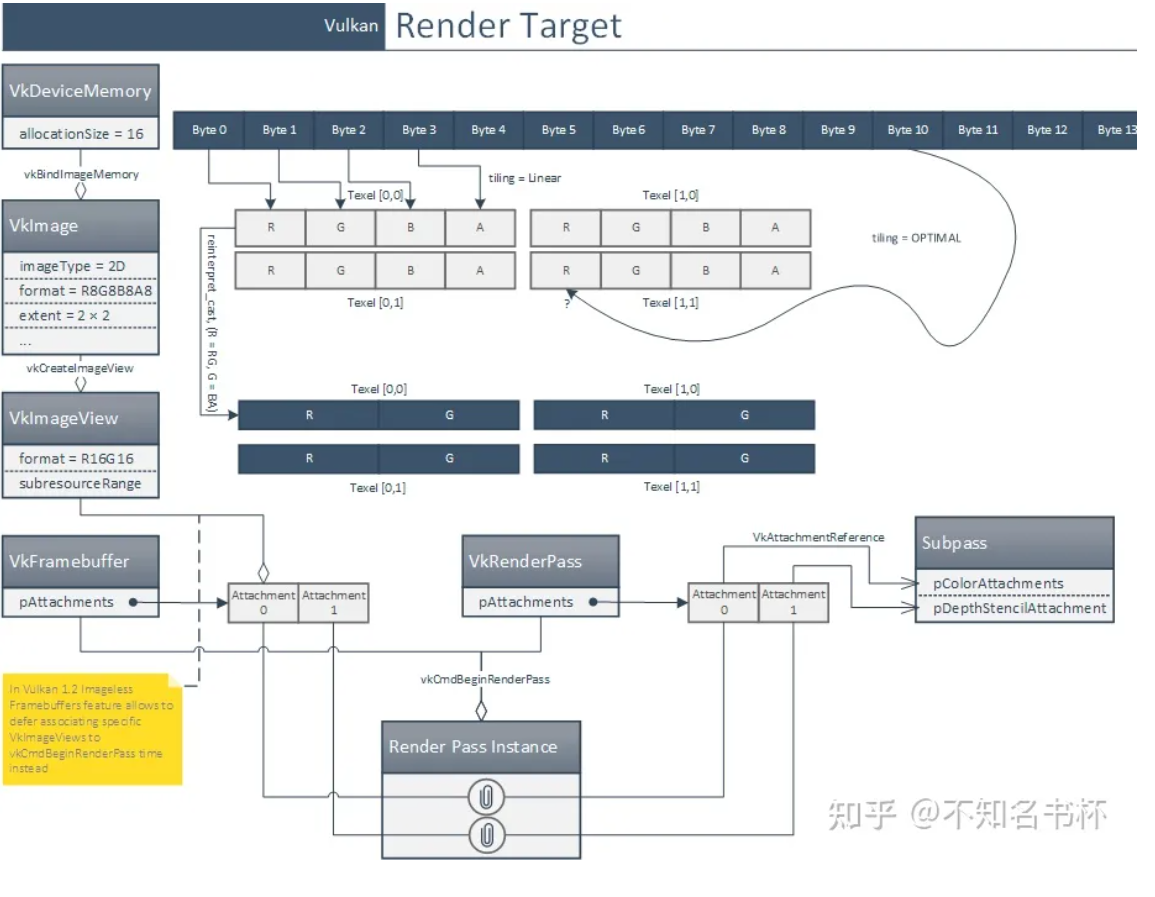 Vulkan Render Target
VkDeviceMemory
allocationSize = 16
Byte 0 Byte 1 Byte 2 Byte 3 Byte 4 Byte 5 Byte 6 Byte 7 Byte 8 Byte 9 Byte 10 Byte 11 Byte 12 Byte 13
vkBindImageMemory
tiling = Linear
Texel [0,0] Texel [1,0]
VkImage
imageType = 2D
format = R8G8B8A8
extent = 2 × 2
...
R G B A R G B A
tiling = OPTIMAL
R G B A R G B A
Texel [0,1] ? Texel [1,1]
reinterpret_cast, (R = RG, G = BA)
vkCreateImageView
Texel [0,0] Texel [1,0]
VkImageView
format = R16G16
subresourceRange
R G R G
R G R G
Texel [0,1] Texel [1,1]
VkFramebuffer
pAttachments
Attachment 
0
Attachment
1
VkRenderPass
pAttachments
VkAttachmentReference
Attachment
0
Attachment
1
Subpass
pColorAttachments
pDepthStencilAttachment
In Vulkan 1.2 Imageless
Framebuffers feature allows to
defer associating specific
VkImageViews to
vkCmdBeginRenderPass time
instead
vkCmdBeginRenderPass
Render Pass Instance
知乎 @不知名书杯